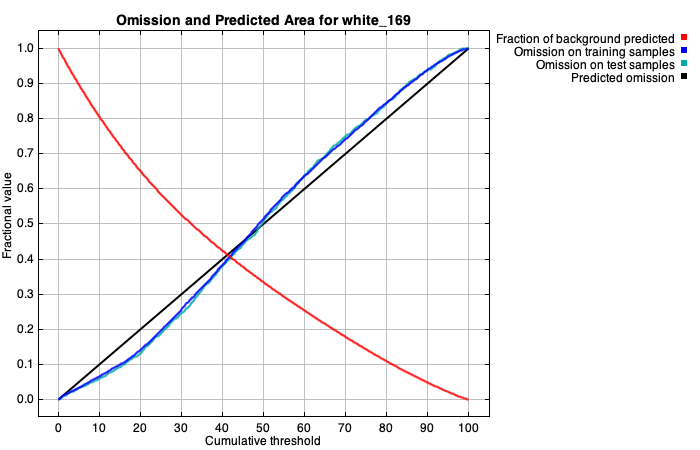 Omission and Predicted Area for white_169
Fraction of background predicted
Omission on training samples
Omission on test samples
Predicted omission
Fractional value
1.0
0.9
0.8
0.7
0.6
0.5
0.4
0.3
0.2
0.1
0.0
0 10 20 30 40 50 60 70 80 90 100
Cumulative threshold